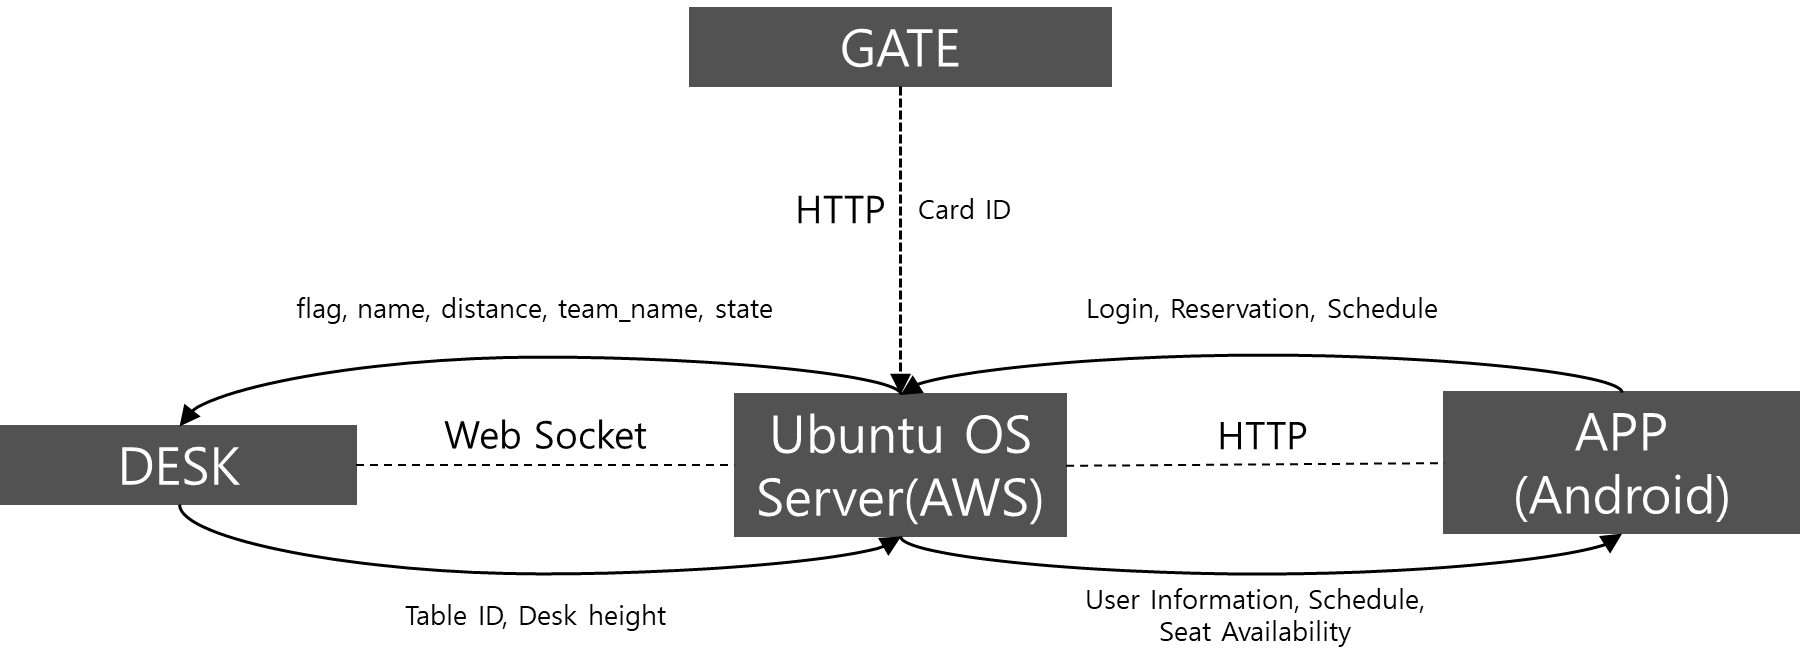 GATE
HTTP
Card ID
flag, name, distance, team_name, state
Login, Reservation, Schedule
DESK
Web Socket
Ubuntu OS
Server(AWS)
HTTP
APP
(Android)
Table ID, Desk height
User Information, Schedule,
Seat Availability